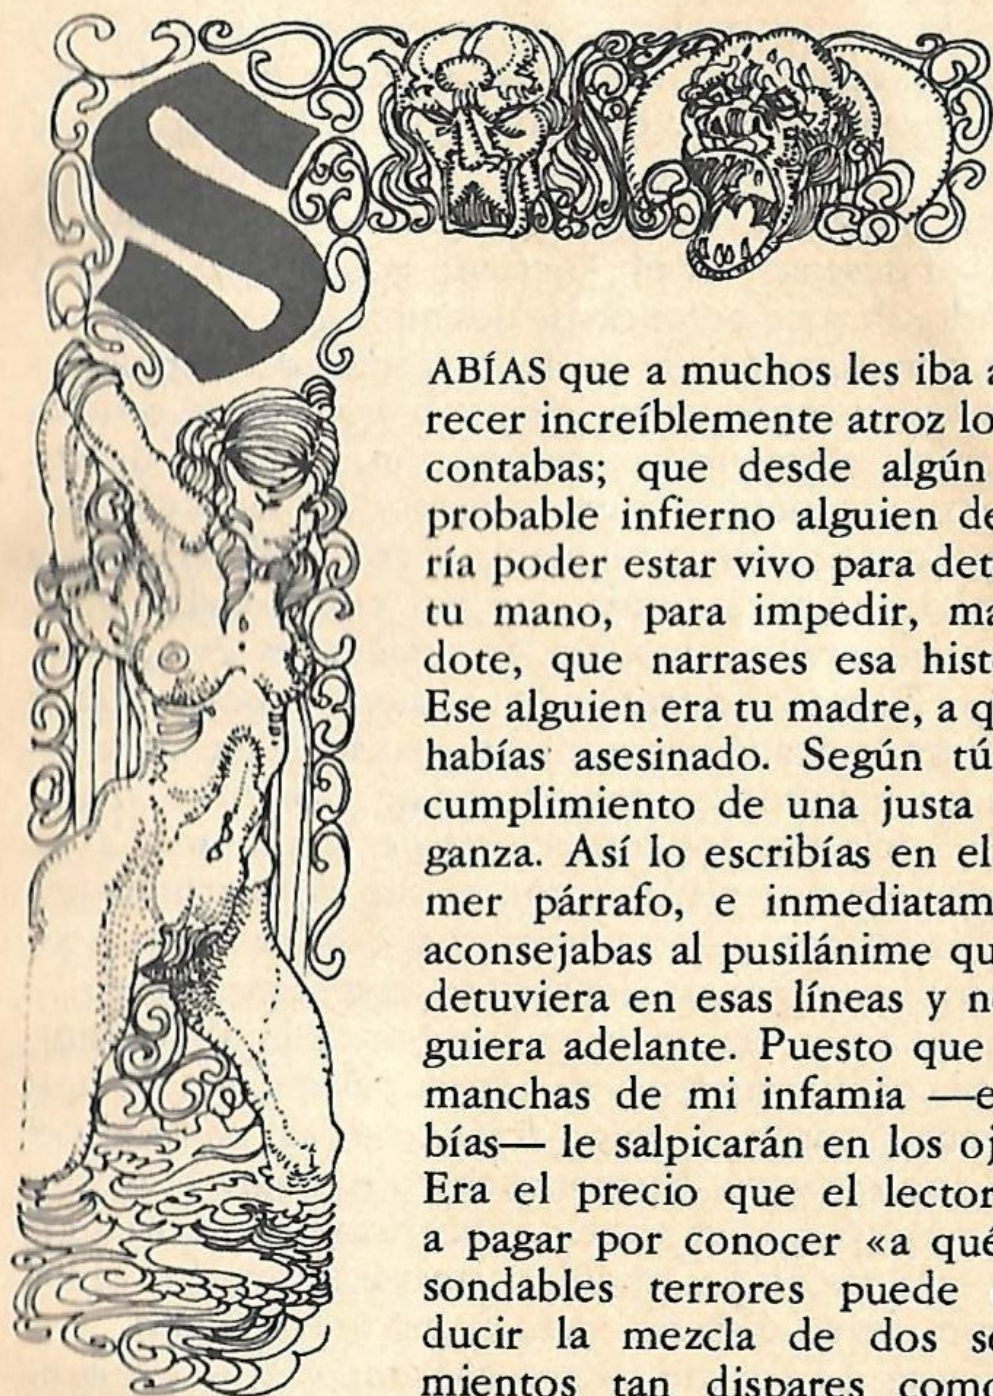 S
ABÍAS que a muchos les iba a
recer increíblemente atroz lo
contabas; que desde algún
probable infierno alguien de
ría poder estar vivo para det
tu mano, para impedir, ma
dote, que narrases esa hist
Ese alguien era tu madre, a q
habías asesinado. Según tú
cumplimiento de una justa
ganza. Así lo escribías en el
mer párrafo, e inmediatam
aconsejabas al pusilánime qu
detuviera en esas líneas y n
guiera adelante. Puesto que
manchas de mi infamia —e
bías— le salpicarán en los oj
Era el precio que el lector
a pagar por conocer «a qué
sondables terrores puede
ducir la mezcla de dos se
mientos tan dispares como